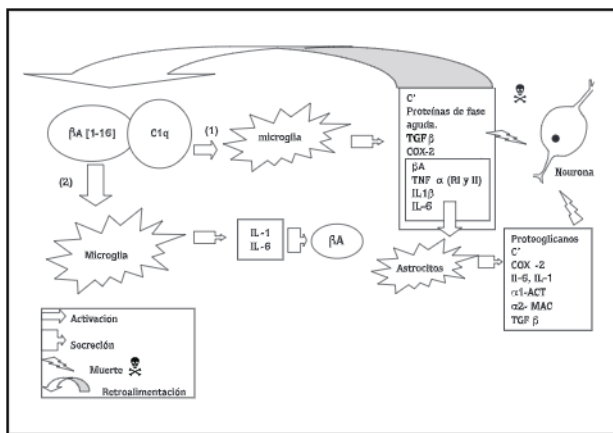 βA [1-16]
C1q
(1)
microglia
C'
Proteínas de fase
aguda.
TGF β
COX-2
βA
TNF α (RI y II)
IL1β
IL-6
Neurona
(2)
Microglia
IL-1
IL-6
βA
Astrocitos
Proteoglicanos
C'
COX -2
Il-6, IL-1
α1-ACT
α2- MAC
TGF β
Activación
Secreción
Muerte
Retroalimentación